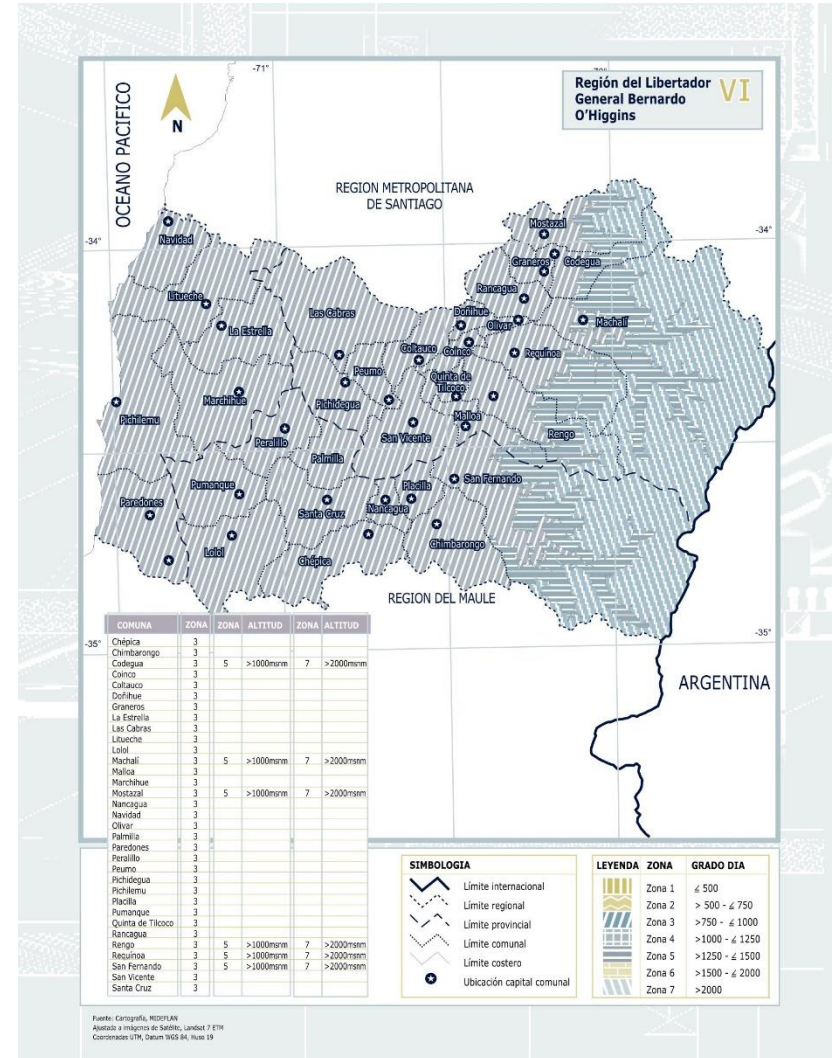 OCEANO PACIFICO
N
-71°
Región del Libertador
General Bernardo
O'Higgins
VI
REGION METROPOLITANA
DE SANTIAGO
-34°
-34°
Mostazal
Navidad
Graneros
Codegua
Rancagua
Litueche
Las Cabras
Doñihue
Olivar
Machalí
La Estrella
Coltauco
Coinco
Requínoa
Peumo
Quinta de
Tilcoco
Marchihue
Pichidegua
Pichilemu
Malloa
Peralillo
San Vicente
Rengo
Palmilla
Pumanque
Placilla
San Fernando
Paredones
Santa Cruz
Nancagua
Lolol
Chépica
Chimbarongo
REGION DEL MAULE
-35°
-35°
ARGENTINA
COMUNA ZONA ZONA ALTITUD ZONA ALTITUD
Chépica 3
Chimbarongo 3
Codegua 3 5 >1000msnm 7 >2000msnm
Coinco 3
Coltauco 3
Doñihue 3
Graneros 3
La Estrella 3
Las Cabras 3
Litueche 3
Lolol 3
Machalí 3 5 >1000msnm 7 >2000msnm
Malloa 3
Marchihue 3
Mostazal 3 5 >1000msnm 7 >2000msnm
Nancagua 3
Navidad 3
Olivar 3
Palmilla 3
Paredones 3
Peralillo 3
Peumo 3
Pichidegua 3
Pichilemu 3
Placilla 3
Pumanque 3
Quinta de Tilcoco 3
Rancagua 3
Rengo 3 5 >1000msnm 7 >2000msnm
Requínoa 3 5 >1000msnm 7 >2000msnm
San Fernando 3 5 >1000msnm 7 >2000msnm
San Vicente 3
Santa Cruz 3
SIMBOLOGIA
Límite internacional
Límite regional
Límite provincial
Límite comunal
Límite costero
Ubicación capital comunal
LEYENDA ZONA GRADO DIA
Zona 1 ≤ 500
Zona 2 > 500 - ≤ 750
Zona 3 >750 - ≤ 1000
Zona 4 >1000 - ≤ 1250
Zona 5 >1250 - ≤ 1500
Zona 6 >1500 - ≤ 2000
Zona 7 >2000
Fuente: Cartografía, MIDEPLAN
Ajustada a imágenes de Satélite, Landsat 7 ETM
Coordenadas UTM, Datum WGS 84, Huso 19